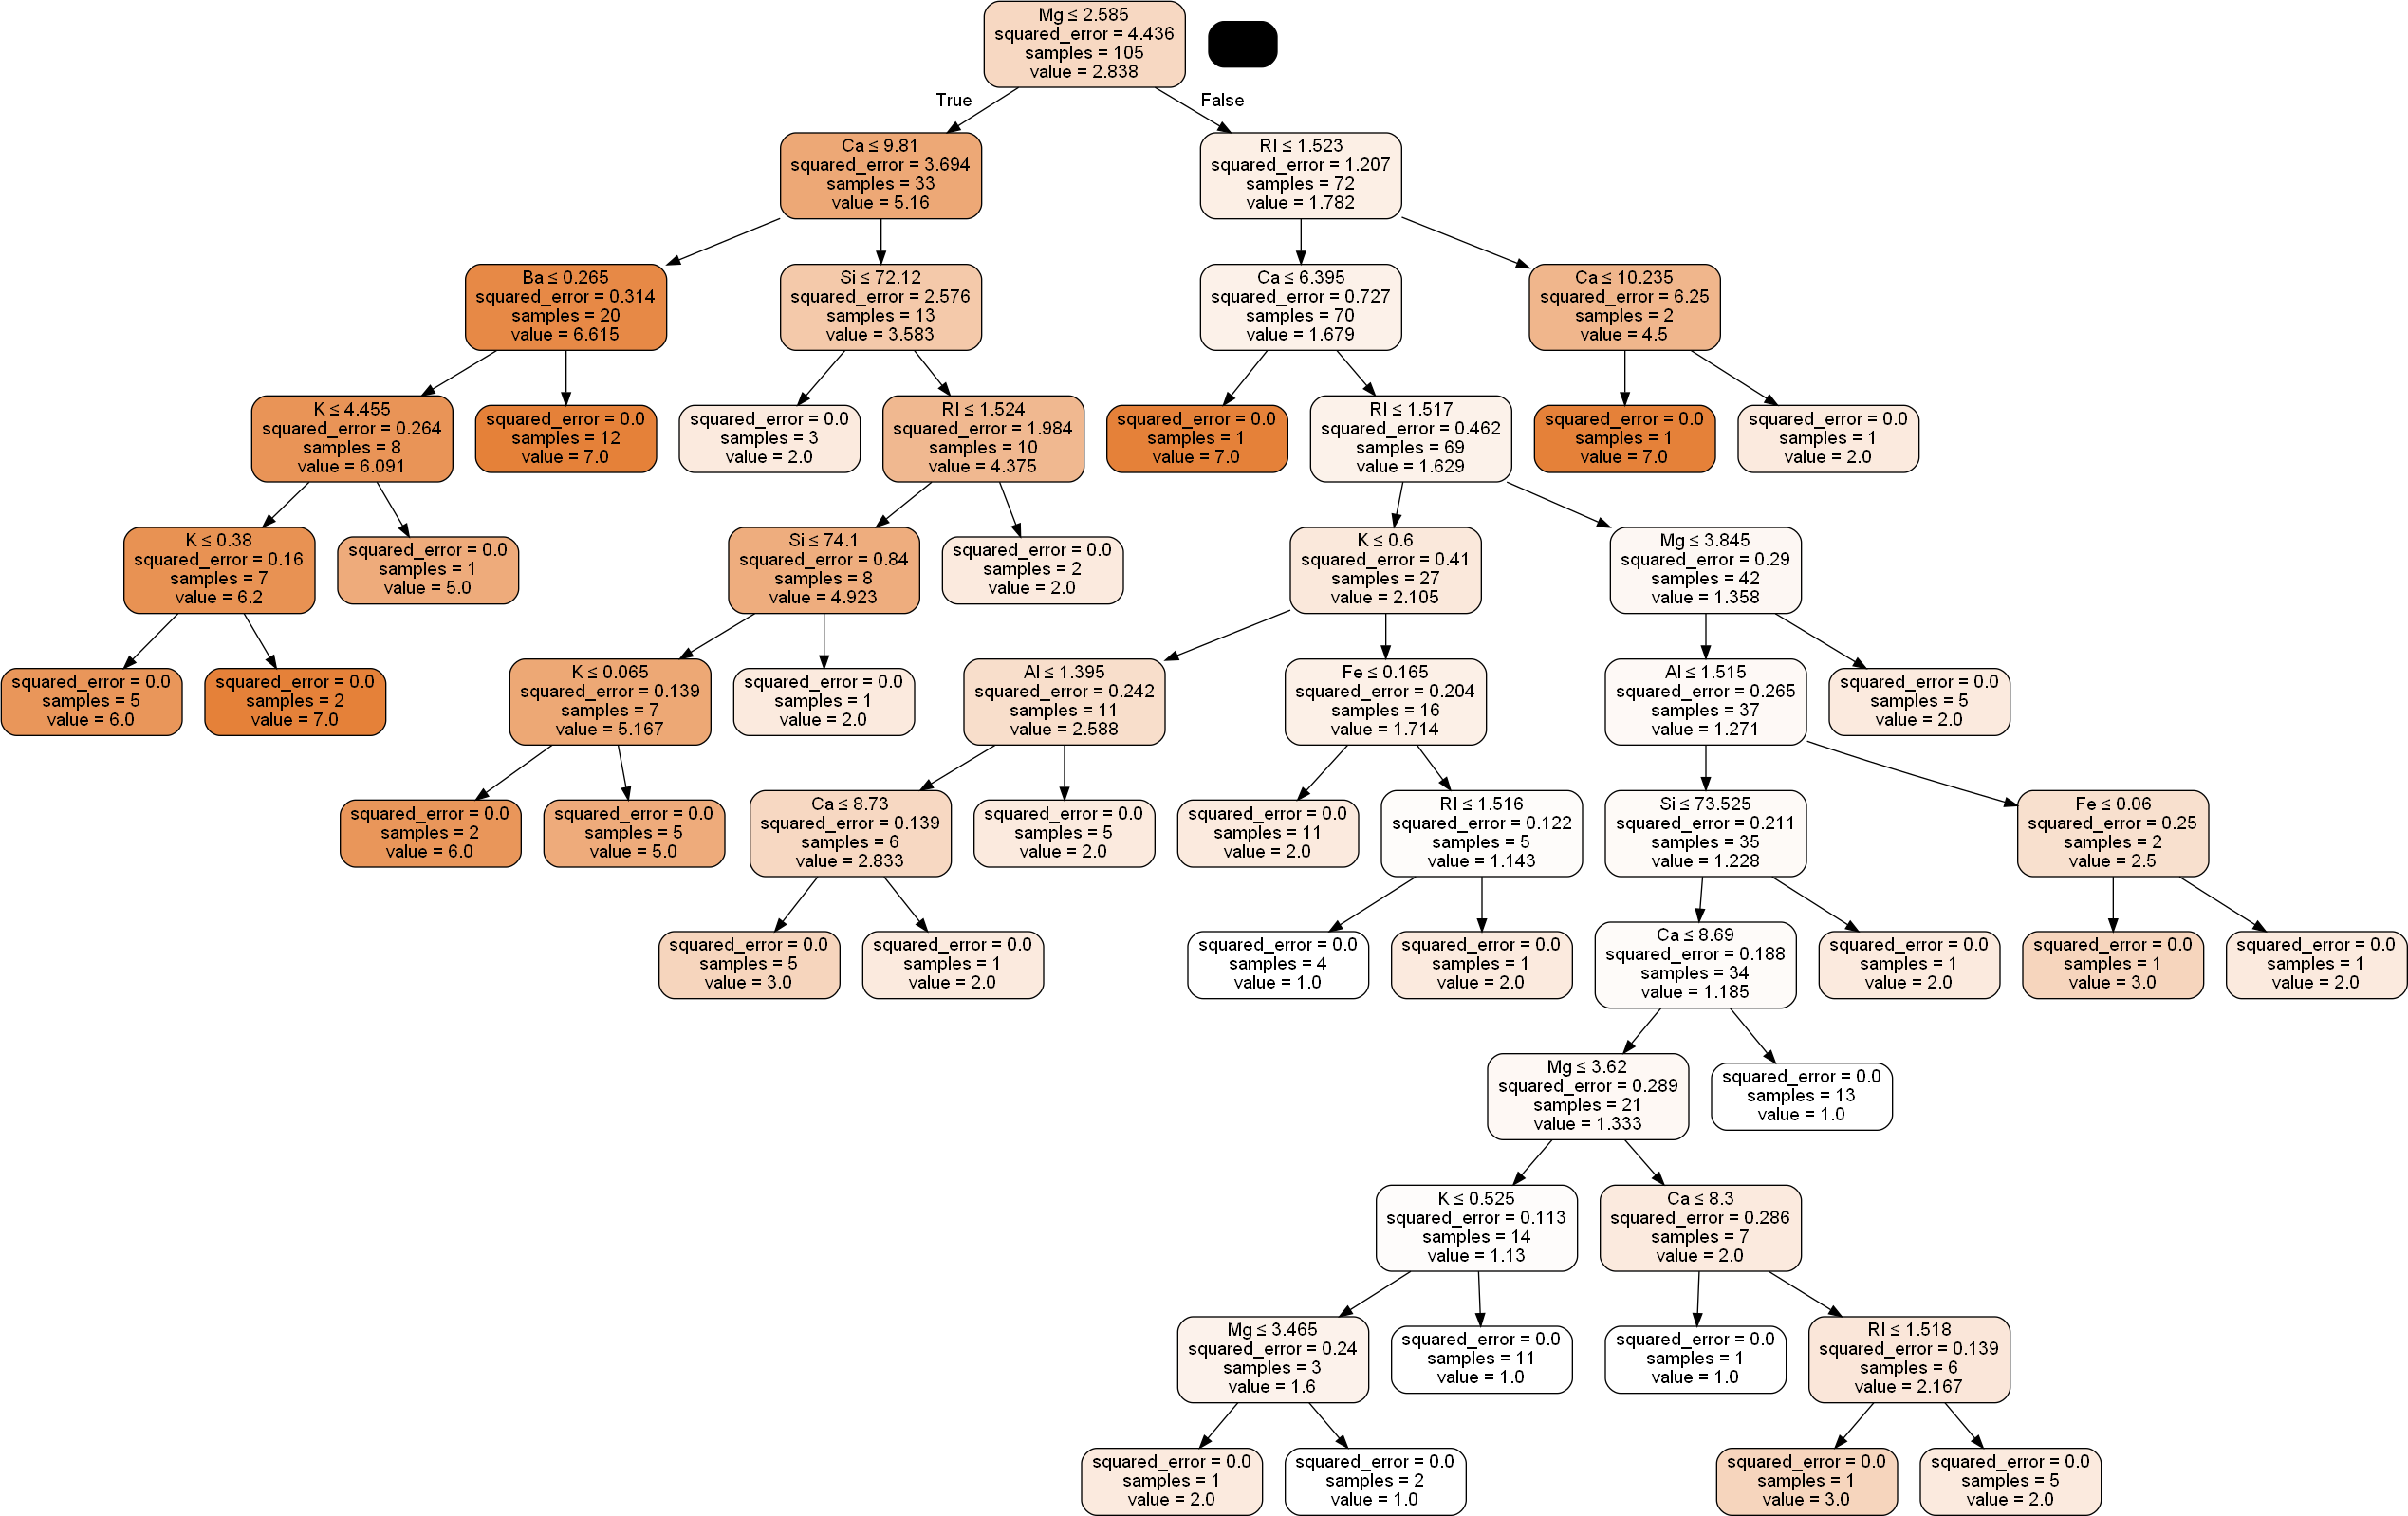 Mg ≤ 2.585
squared_error = 4.436
samples = 105
value = 2.838
True
False
Ca ≤ 9.81
squared_error = 3.694
samples = 33
value = 5.16
RI ≤ 1.523
squared_error = 1.207
samples = 72
value = 1.782
Ba ≤ 0.265
squared_error = 0.314
samples = 20
value = 6.615
Si ≤ 72.12
squared_error = 2.576
samples = 13
value = 3.583
Ca ≤ 6.395
squared_error = 0.727
samples = 70
value = 1.679
Ca ≤ 10.235
squared_error = 6.25
samples = 2
value = 4.5
K ≤ 4.455
squared_error = 0.264
samples = 8
value = 6.091
squared_error = 0.0
samples = 12
value = 7.0
squared_error = 0.0
samples = 3
value = 2.0
RI ≤ 1.524
squared_error = 1.984
samples = 10
value = 4.375
squared_error = 0.0
samples = 1
value = 7.0
RI ≤ 1.517
squared_error = 0.462
samples = 69
value = 1.629
squared_error = 0.0
samples = 1
value = 7.0
squared_error = 0.0
samples = 1
value = 2.0
K ≤ 0.38
squared_error = 0.16
samples = 7
value = 6.2
squared_error = 0.0
samples = 1
value = 5.0
Si ≤ 74.1
squared_error = 0.84
samples = 8
value = 4.923
squared_error = 0.0
samples = 2
value = 2.0
K ≤ 0.6
squared_error = 0.41
samples = 27
value = 2.105
Mg ≤ 3.845
squared_error = 0.29
samples = 42
value = 1.358
squared_error = 0.0
samples = 5
value = 6.0
squared_error = 0.0
samples = 2
value = 7.0
K ≤ 0.065
squared_error = 0.139
samples = 7
value = 5.167
squared_error = 0.0
samples = 1
value = 2.0
Al ≤ 1.395
squared_error = 0.242
samples = 11
value = 2.588
Fe ≤ 0.165
squared_error = 0.204
samples = 16
value = 1.714
Al ≤ 1.515
squared_error = 0.265
samples = 37
value = 1.271
squared_error = 0.0
samples = 5
value = 2.0
squared_error = 0.0
samples = 2
value = 6.0
squared_error = 0.0
samples = 5
value = 5.0
Ca ≤ 8.73
squared_error = 0.139
samples = 6
value = 2.833
squared_error = 0.0
samples = 5
value = 2.0
squared_error = 0.0
samples = 11
value = 2.0
RI ≤ 1.516
squared_error = 0.122
samples = 5
value = 1.143
Si ≤ 73.525
squared_error = 0.211
samples = 35
value = 1.228
Fe ≤ 0.06
squared_error = 0.25
samples = 2
value = 2.5
squared_error = 0.0
samples = 5
value = 3.0
squared_error = 0.0
samples = 1
value = 2.0
squared_error = 0.0
samples = 4
value = 1.0
squared_error = 0.0
samples = 1
value = 2.0
Ca ≤ 8.69
squared_error = 0.188
samples = 34
value = 1.185
squared_error = 0.0
samples = 1
value = 2.0
squared_error = 0.0
samples = 1
value = 3.0
squared_error = 0.0
samples = 1
value = 2.0
Mg ≤ 3.62
squared_error = 0.289
samples = 21
value = 1.333
squared_error = 0.0
samples = 13
value = 1.0
K ≤ 0.525
squared_error = 0.113
samples = 14
value = 1.13
Ca ≤ 8.3
squared_error = 0.286
samples = 7
value = 2.0
Mg ≤ 3.465
squared_error = 0.24
samples = 3
value = 1.6
squared_error = 0.0
samples = 11
value = 1.0
squared_error = 0.0
samples = 1
value = 1.0
RI ≤ 1.518
squared_error = 0.139
samples = 6
value = 2.167
squared_error = 0.0
samples = 1
value = 2.0
squared_error = 0.0
samples = 2
value = 1.0
squared_error = 0.0
samples = 1
value = 3.0
squared_error = 0.0
samples = 5
value = 2.0